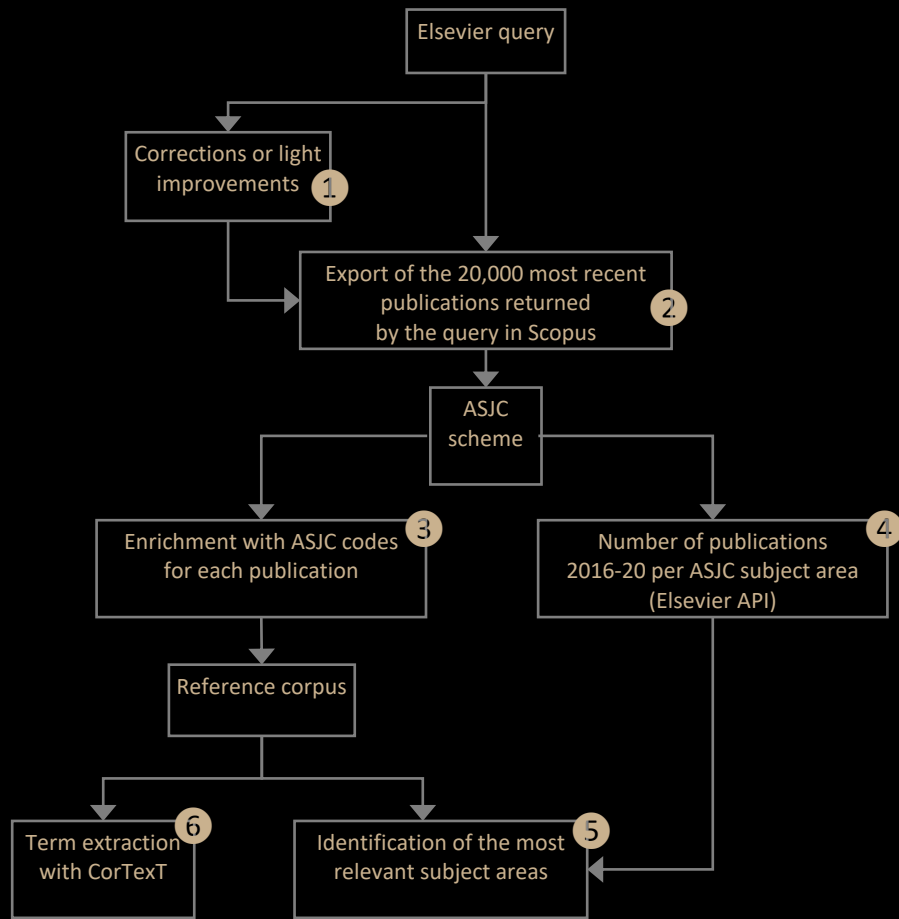 Elsevier query
Corrections or light
improvements
1
Export of the 20,000 most recent
publications returned
by the query in Scopus
2
ASJC
scheme
3
Enrichment with ASJC codes
for each publication
4
Number of publications
2016-20 per ASJC subject area
(Elsevier API)
Reference corpus
6
Term extraction
with CorTexT
5
Identification of the most
relevant subject areas